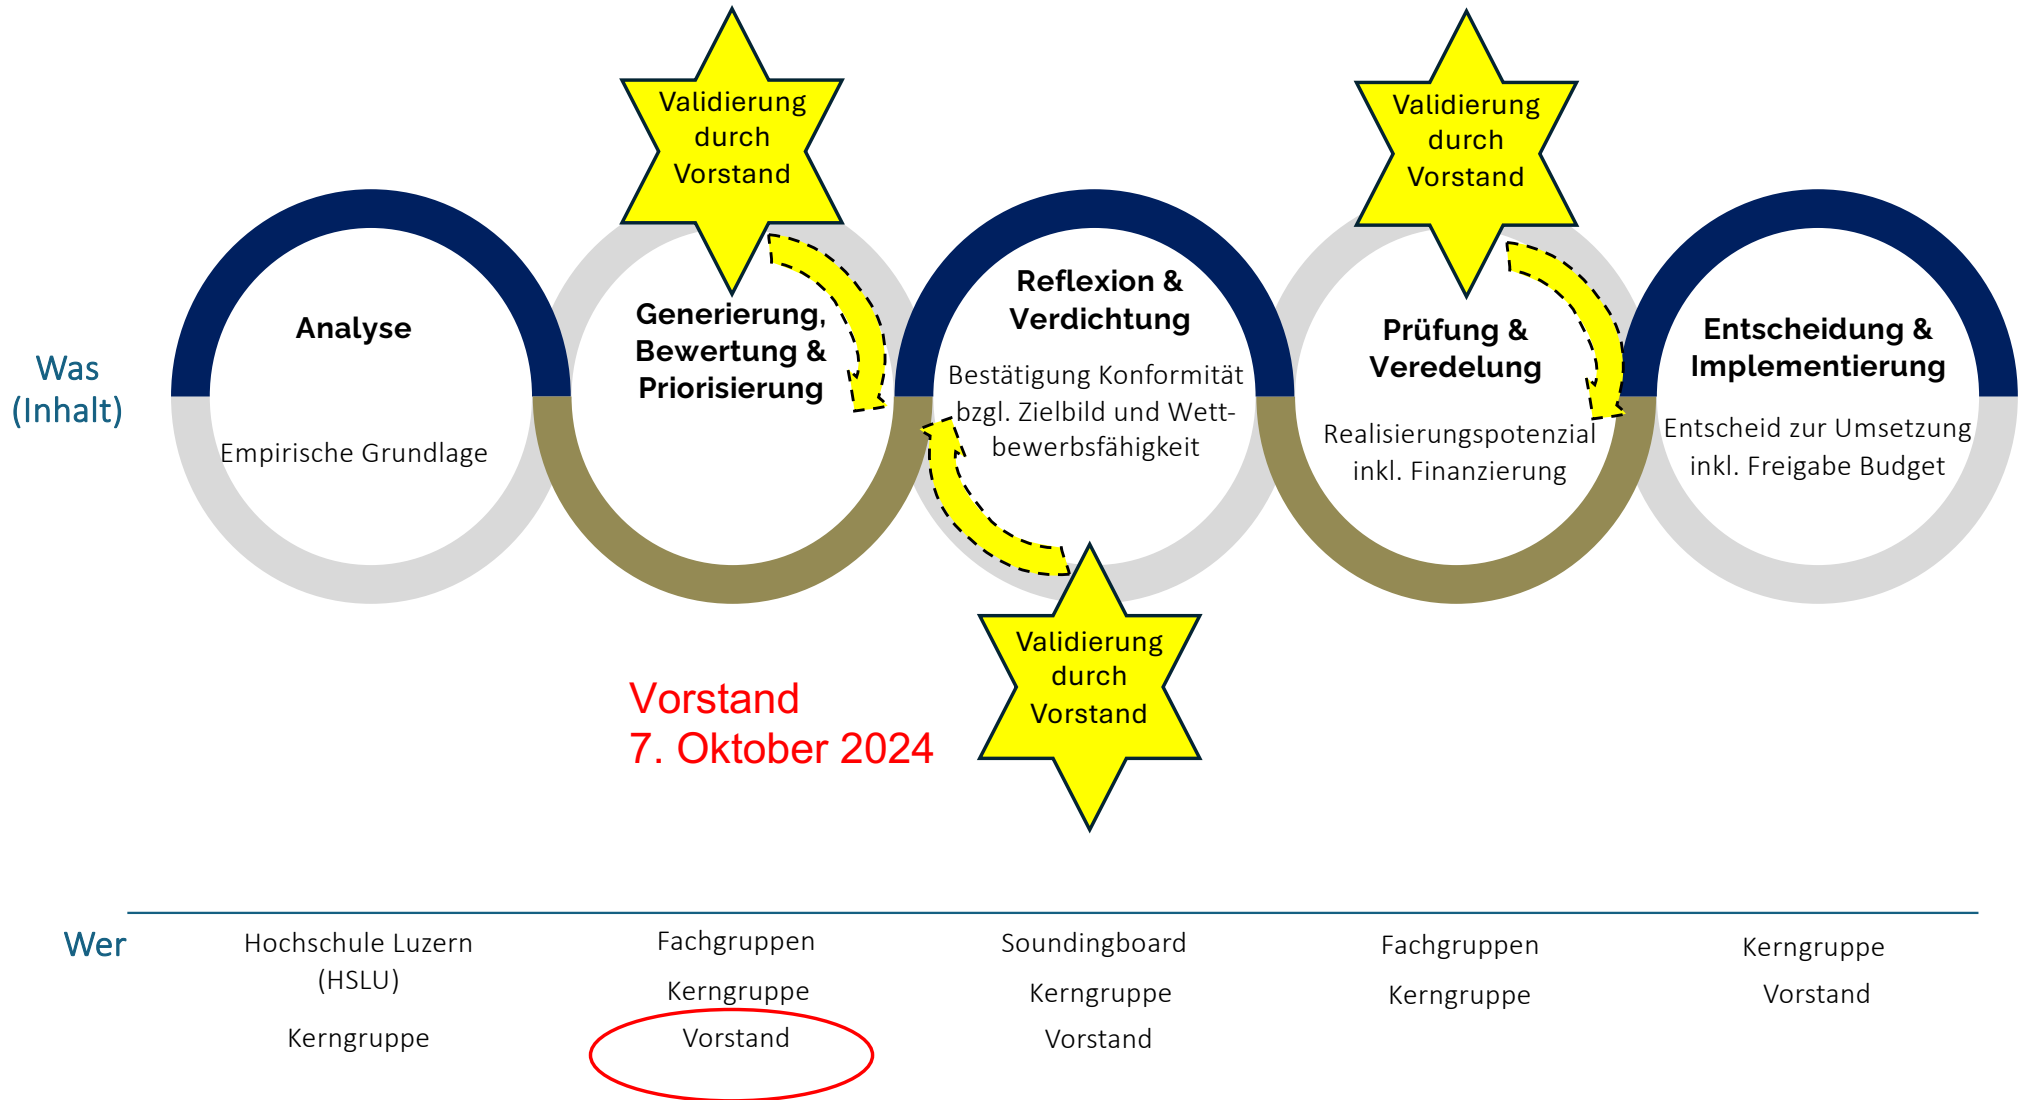 Validierung
durch
Vorstand
Validierung
durch
Vorstand
Was
(Inhalt)
Analyse
Empirische Grundlage
Generierung,
Bewertung &
Priorisierung
Reflexion &
Verdichtung
Bestätigung Konformität
bzgl. Zielbild und Wett-
bewerbsfähigkeit
Prüfung &
Veredelung
Realisierungspotenzial
inkl. Finanzierung
Entscheidung &
Implementierung
Entscheid zur Umsetzung
inkl. Freigabe Budget
Validierung
durch
Vorstand
Vorstand
7. Oktober 2024
Wer
Hochschule Luzern
(HSLU)
Kerngruppe
Fachgruppen
Kerngruppe
Vorstand
Soundingboard
Kerngruppe
Vorstand
Fachgruppen
Kerngruppe
Kerngruppe
Vorstand